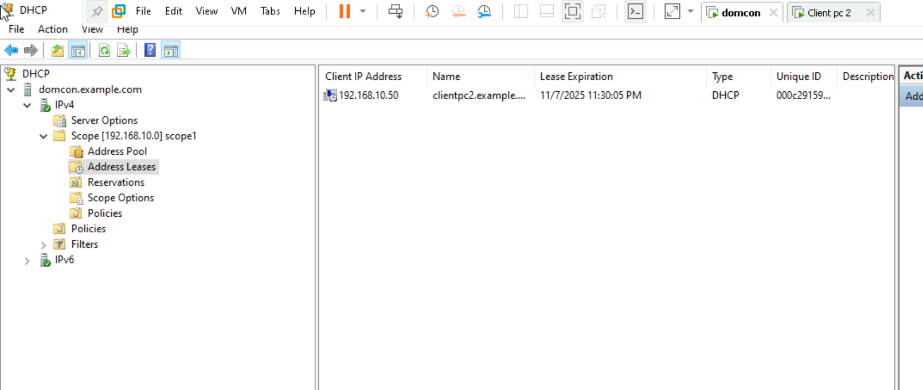 DHCP
File Edit View VM Tabs Help
domcon
Client pc 2
File Action View Help
DHCP
domcon.example.com
IPv4
Server Options
Scope [192.168.10.0] scope1
Address Pool
Address Leases
Reservations
Scope Options
Policies
Policies
Filters
IPv6
Client IP Address Name Lease Expiration Type Unique ID Description
192.168.10.50 clientpc2.example.... 11/7/2025 11:30:05 PM DHCP 000c29159...
Acti
Add